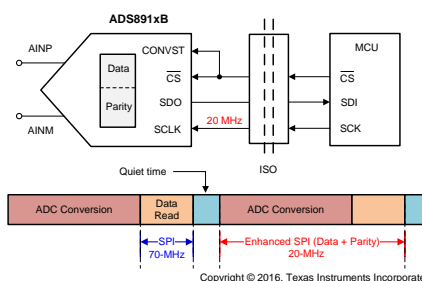 ADS891xB
AINP
AINM
Data
Parity
CONVST
CS
SDO
SCLK
20 MHz
ISO
MCU
CS
SDI
SCK
Quiet time
ADC Conversion
Data
Read
ADC Conversion
SPI
70-MHz
Enhanced SPI (Data + Parity)
20-MHz
Copyright © 2016, Texas Instruments Incorporate